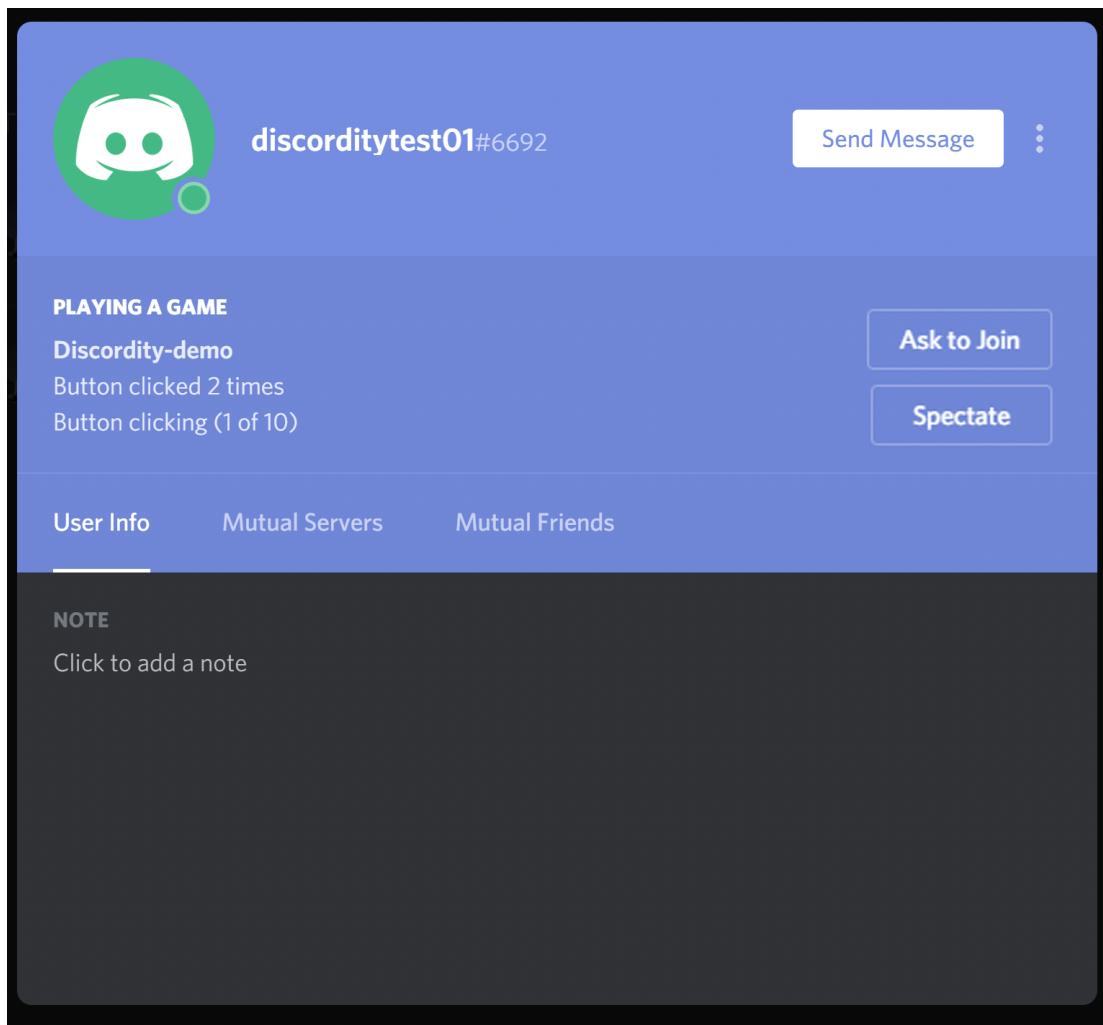 discorditytest01#6692
Send Message
PLAYING A GAME
Discordity-demo
Button clicked 2 times
Button clicking (1 of 10)
Ask to Join
Spectate
User Info
Mutual Servers
Mutual Friends
NOTE
Click to add a note